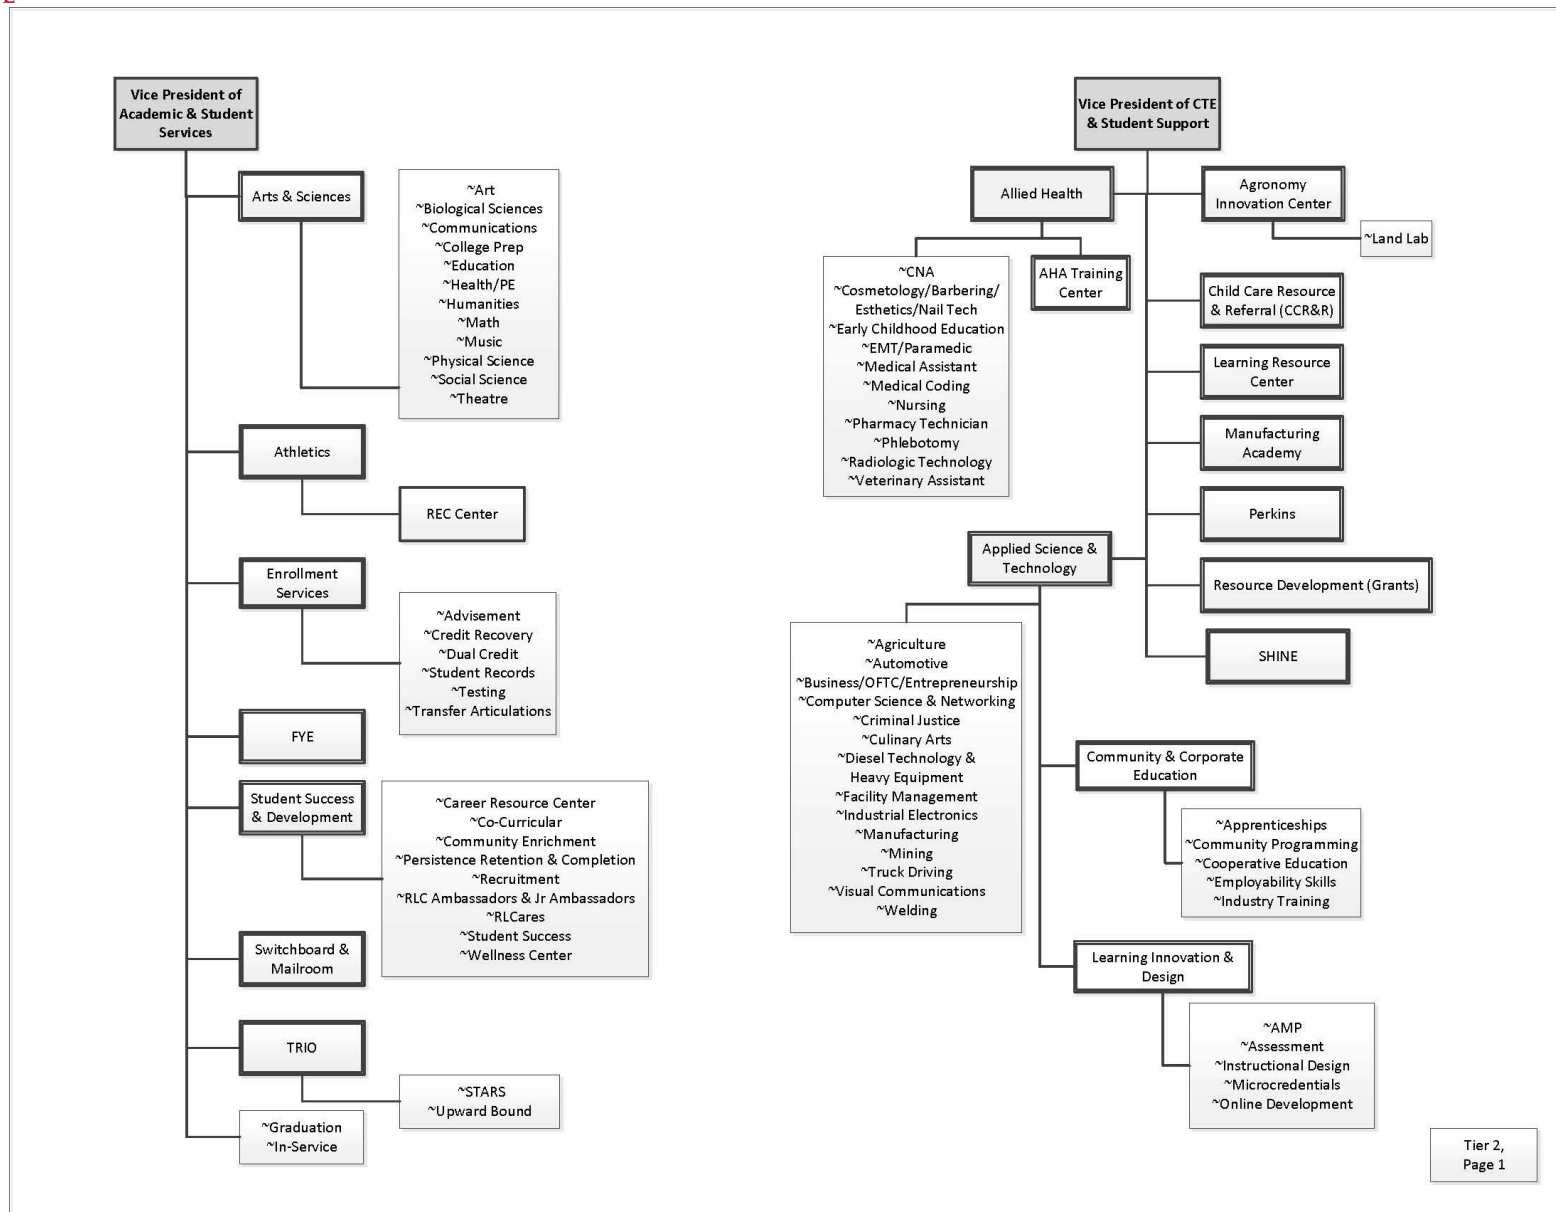 Vice President of
Academic & Student
Services
Arts & Sciences
~Art
~Biological Sciences
~Communications
~College Prep
~Education
~Health/PE
~Humanities
~Math
~Music
~Physical Science
~Social Science
~Theatre
Athletics
REC Center
Enrollment
Services
~Advisement
~Credit Recovery
~Dual Credit
~Student Records
~Testing
~Transfer Articulations
FYE
Student Success
& Development
~Career Resource Center
~Co-Curricular
~Community Enrichment
~Persistence Retention & Completion
~Recruitment
~RLC Ambassadors & Jr Ambassadors
~RLCares
~Student Success
~Wellness Center
Switchboard &
Mailroom
TRIO
~STARS
~Upward Bound
~Graduation
~In-Service
Vice President of CTE
& Student Support
Allied Health
~CNA
~Cosmetology/Barbering/
Esthetics/Nail Tech
~Early Childhood Education
~EMT/Paramedic
~Medical Assistant
~Medical Coding
~Nursing
~Pharmacy Technician
~Phlebotomy
~Radiologic Technology
~Veterinary Assistant
AHA Training
Center
Agronomy
Innovation Center
~Land Lab
Child Care Resource
& Referral (CCR&R)
Learning Resource
Center
Manufacturing
Academy
Perkins
Applied Science &
Technology
Resource Development (Grants)
SHINE
~Agriculture
~Automotive
~Business/OFTC/Entrepreneurship
~Computer Science & Networking
~Criminal Justice
~Culinary Arts
~Diesel Technology &
Heavy Equipment
~Facility Management
~Industrial Electronics
~Manufacturing
~Mining
~Truck Driving
~Visual Communications
~Welding
Community & Corporate
Education
~Apprenticeships
~Community Programming
~Cooperative Education
~Employability Skills
~Industry Training
Learning Innovation &
Design
~AMP
~Assessment
~Instructional Design
~Microcredentials
~Online Development
Tier 2,
Page 1